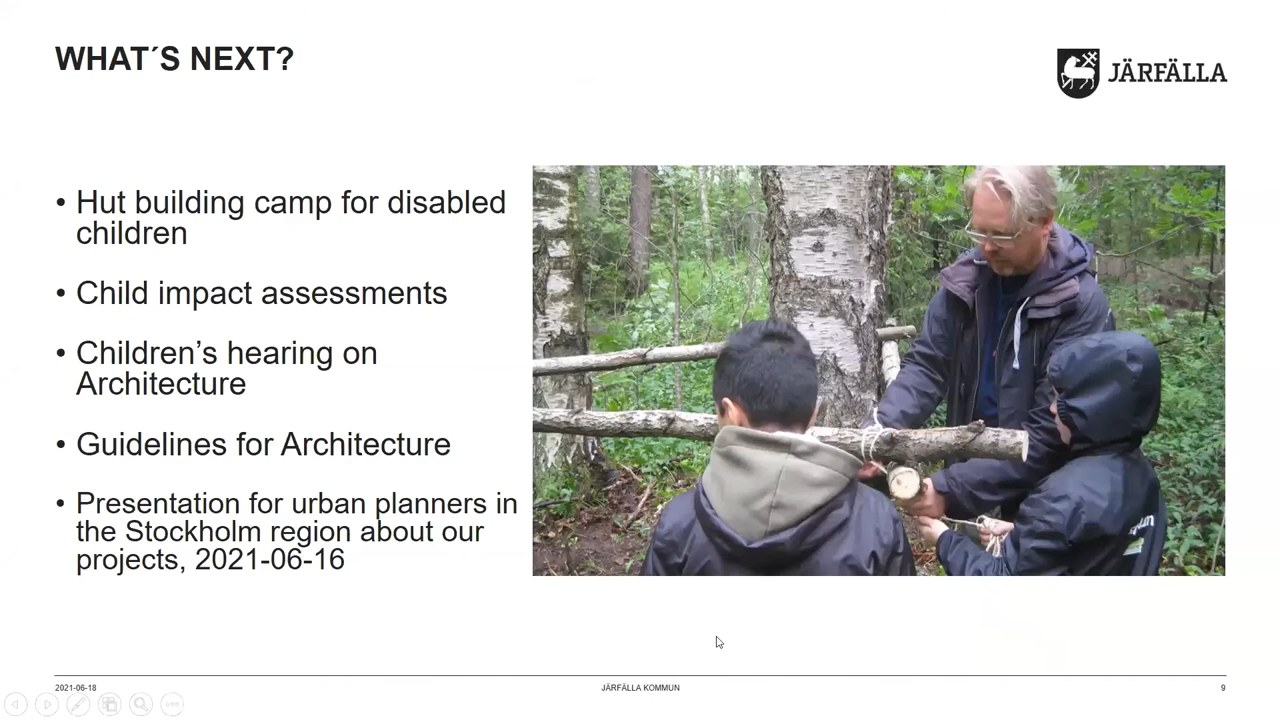 WHAT´S NEXT?
JÄRFÄLLA
• Hut building camp for disabled
children
• Child impact assessments
• Children’s hearing on
Architecture
• Guidelines for Architecture
• Presentation for urban planners in
the Stockholm region about our
projects, 2021-06-16
2021-06-18
JÄRFÄLLA KOMMUN
9